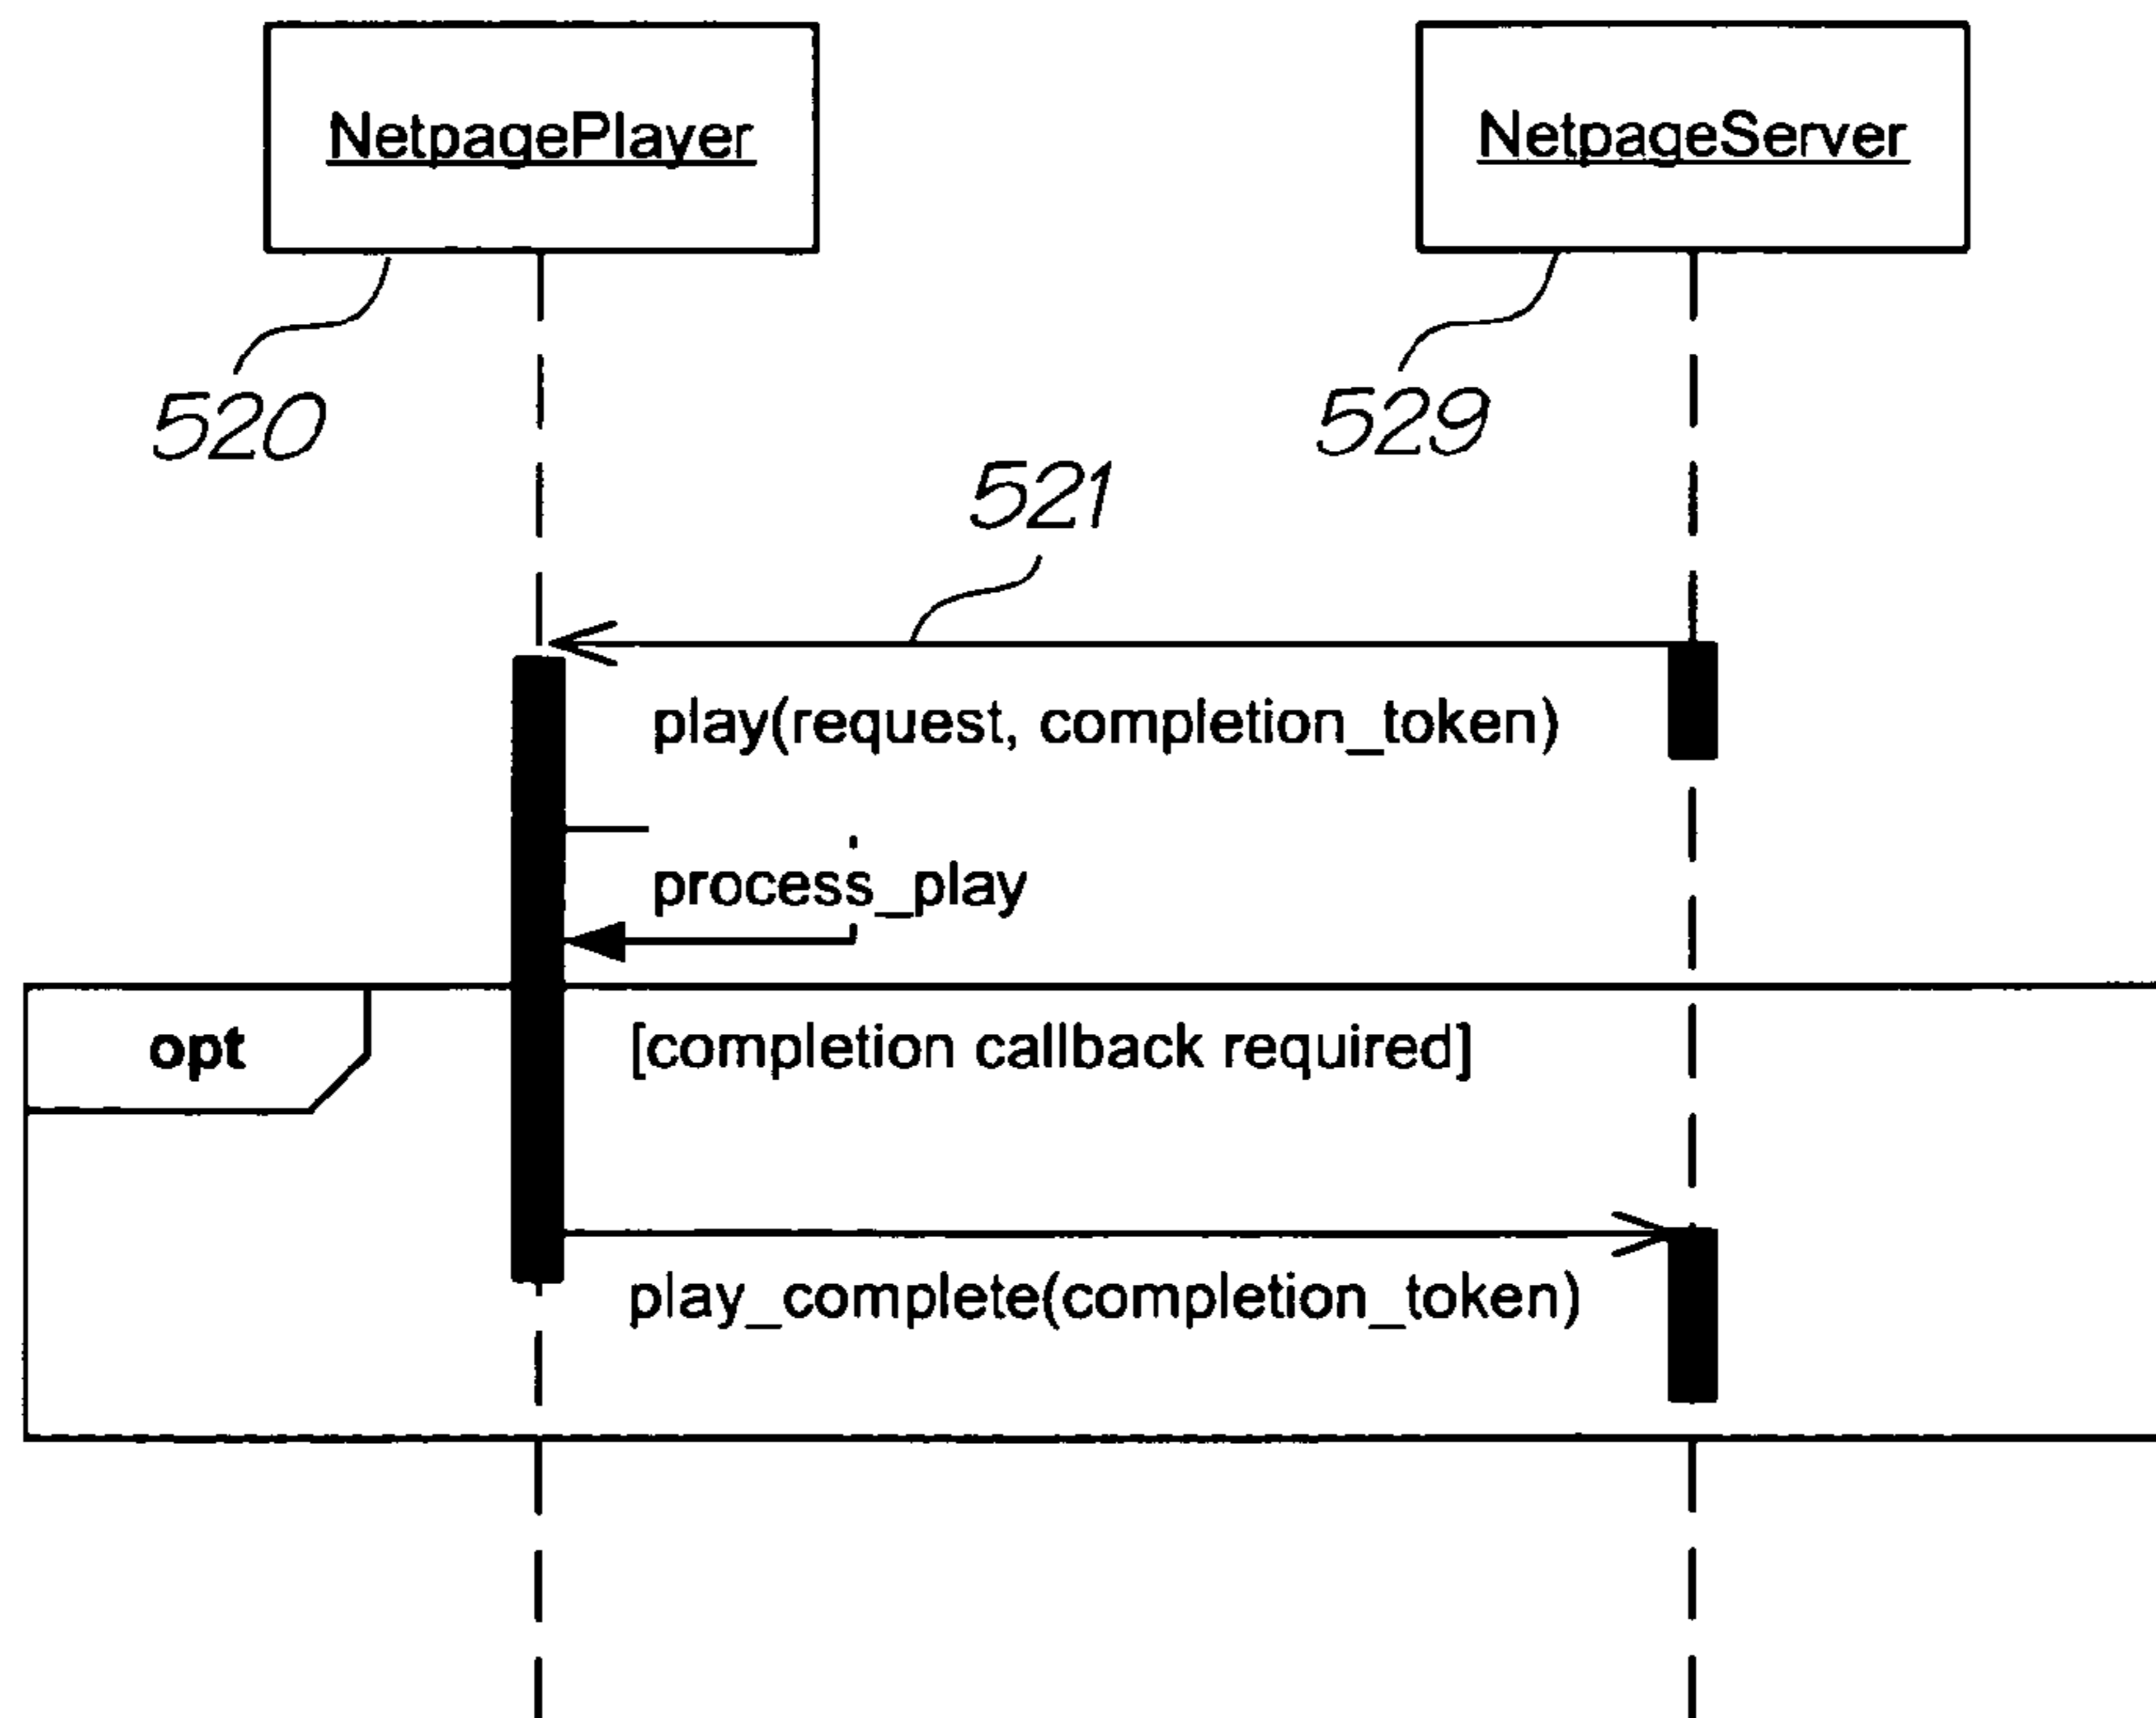 NetpagePlayer
NetpageServer
520
529
521
play(request, completion_token)
process_play
opt
[completion callback required]
play_complete(completion_token)